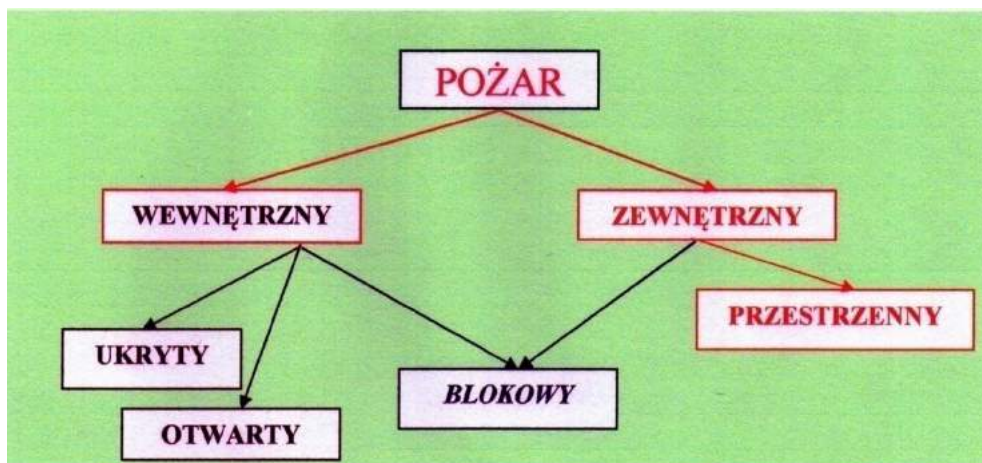 POŻAR
WEWNĘTRZNY
ZEWNĘTRZNY
PRZESTRZENNY
UKRYTY
BLOKOWY
OTWARTY